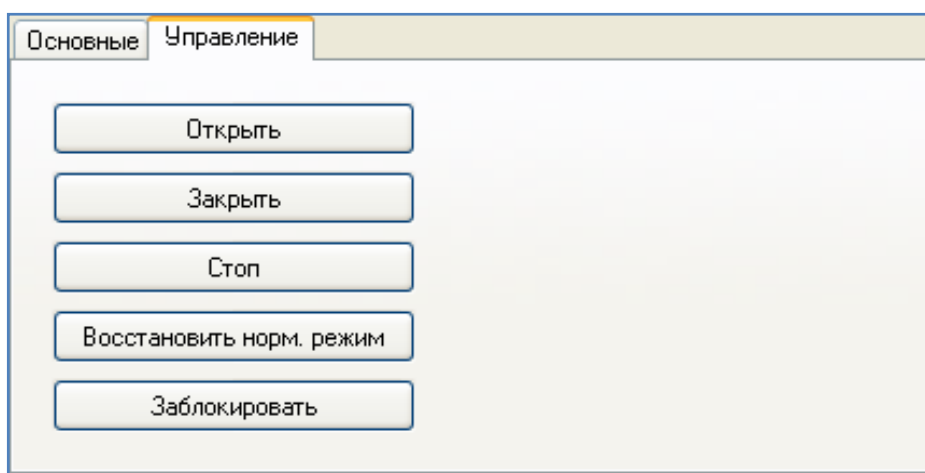 Основные Управление
Открыть
Закрыть
Стоп
Восстановить норм. режим
Заблокировать